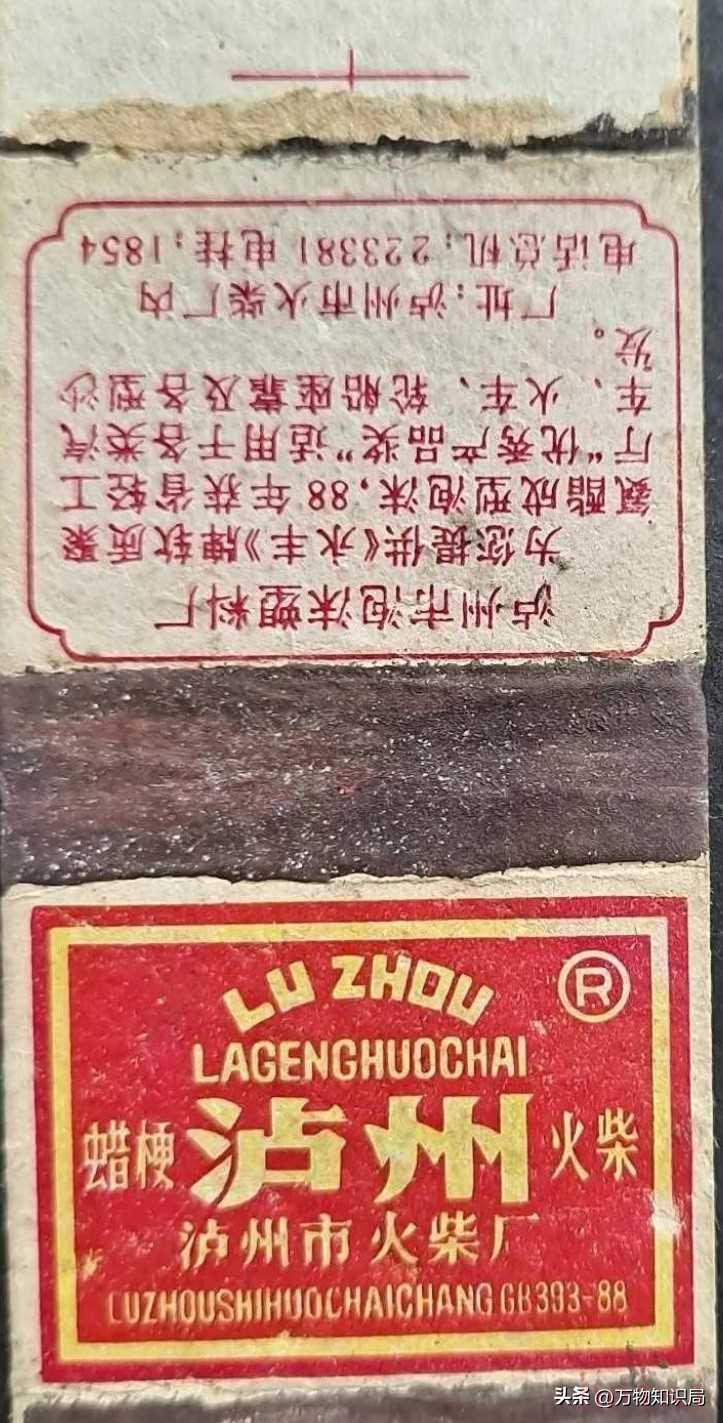 泸州市泡沫塑料厂
为您提供《永丰》牌软质聚
氨酯成型泡沫,88年获省轻工
厅“优秀产品奖”适用于各类汽
车、火车、轮船座靠及各型沙
发。
厂址:泸州市火柴厂内
电话总机:223381 电挂:1854
LU ZHOU ®
LAGENGHUOCHAI
蜡梗 泸州 火柴
泸州市火柴厂
LUZHOUSHIHUOCHAICHANG GB393-88
头条 @万物知识局